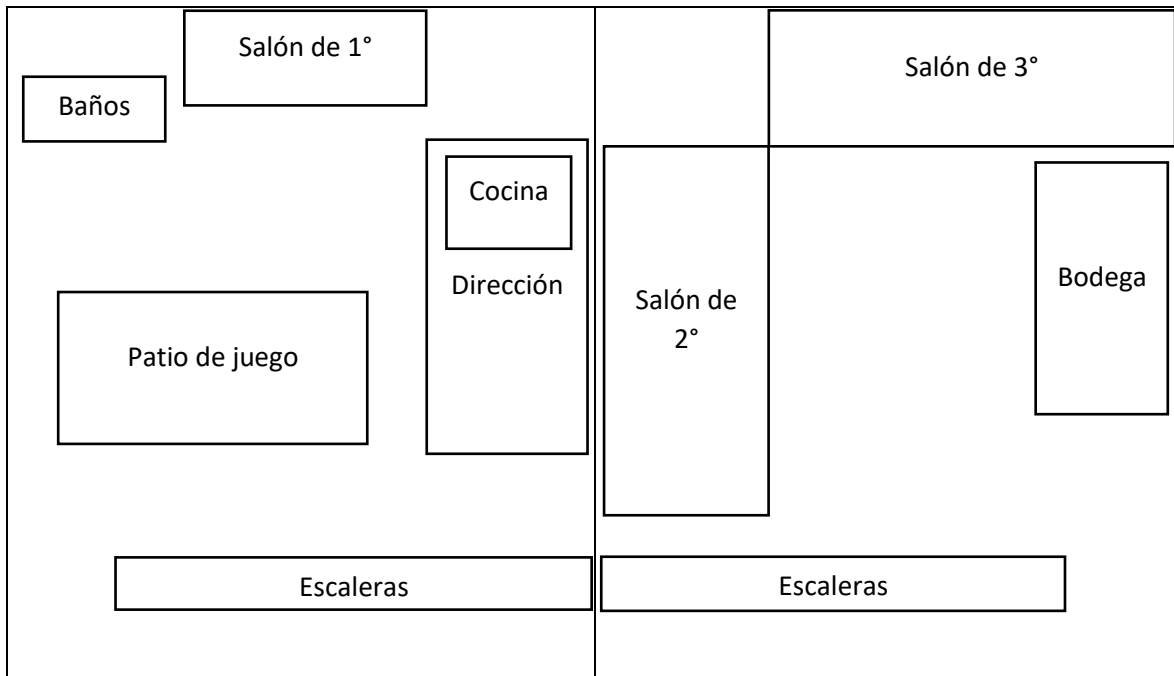 Salón de 1°
Baños
Cocina
Dirección
Patio de juego
Escaleras
Salón de 3°
Salón de
2°
Bodega
Escaleras